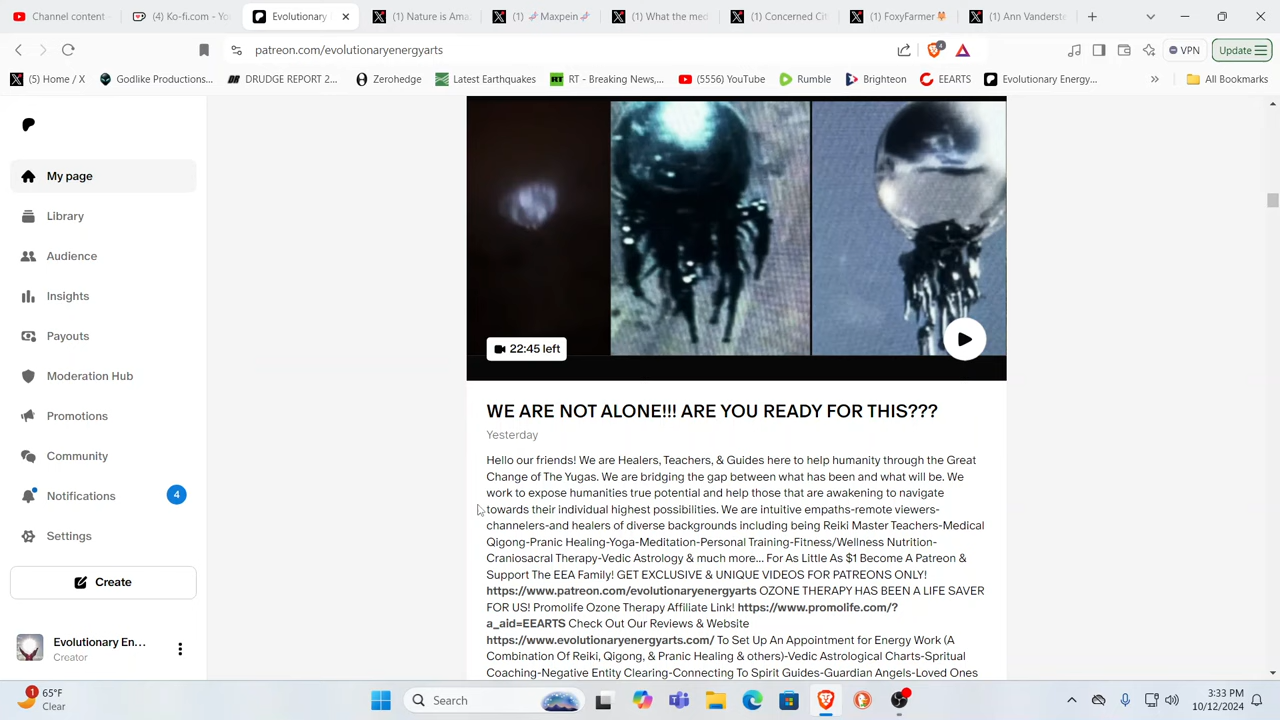 (1) Channel content
(4) Ko-fi.com - Yo
Evolutionary
(1) Nature is Ama
(1) 🧬Maxpein🧬
(1) What the med
(1) Concerned Cit
(1) FoxyFarmer🦊
(1) Ann Vanderste
patreon.com/evolutionaryenergyarts
4
VPN
Update
(5) Home / X
Godlike Productions...
DRUDGE REPORT 2...
Zerohedge
Latest Earthquakes
RT - Breaking News,...
(5556) YouTube
Rumble
Brighteon
EEARTS
Evolutionary Energy...
»
All Bookmarks
My page
Library
Audience
Insights
Payouts
Moderation Hub
Promotions
Community
Notifications 4
Settings
Create
Evolutionary En...
Creator
22:45 left
WE ARE NOT ALONE!!! ARE YOU READY FOR THIS???
Yesterday
Hello our friends! We are Healers, Teachers, & Guides here to help humanity through the Great
Change of The Yugas. We are bridging the gap between what has been and what will be. We
work to expose humanities true potential and help those that are awakening to navigate
towards their individual highest possibilities. We are intuitive empaths-remote viewers-
channelers-and healers of diverse backgrounds including being Reiki Master Teachers-Medical
Qigong-Pranic Healing-Yoga-Meditation-Personal Training-Fitness/Wellness Nutrition-
Craniosacral Therapy-Vedic Astrology & much more... For As Little As $1 Become A Patreon &
Support The EEA Family! GET EXCLUSIVE & UNIQUE VIDEOS FOR PATREONS ONLY!
https://www.patreon.com/evolutionaryenergyarts OZONE THERAPY HAS BEEN A LIFE SAVER
FOR US! Promolife Ozone Therapy Affiliate Link! https://www.promolife.com/?
a_aid=EEARTS Check Out Our Reviews & Website
https://www.evolutionaryenergyarts.com/ To Set Up An Appointment for Energy Work (A
Combination Of Reiki, Qigong, & Pranic Healing & others)-Vedic Astrological Charts-Spritual
Coaching-Negative Entity Clearing-Connecting To Spirit Guides-Guardian Angels-Loved Ones
1
65°F
Clear
Search
3:33 PM
10/12/2024